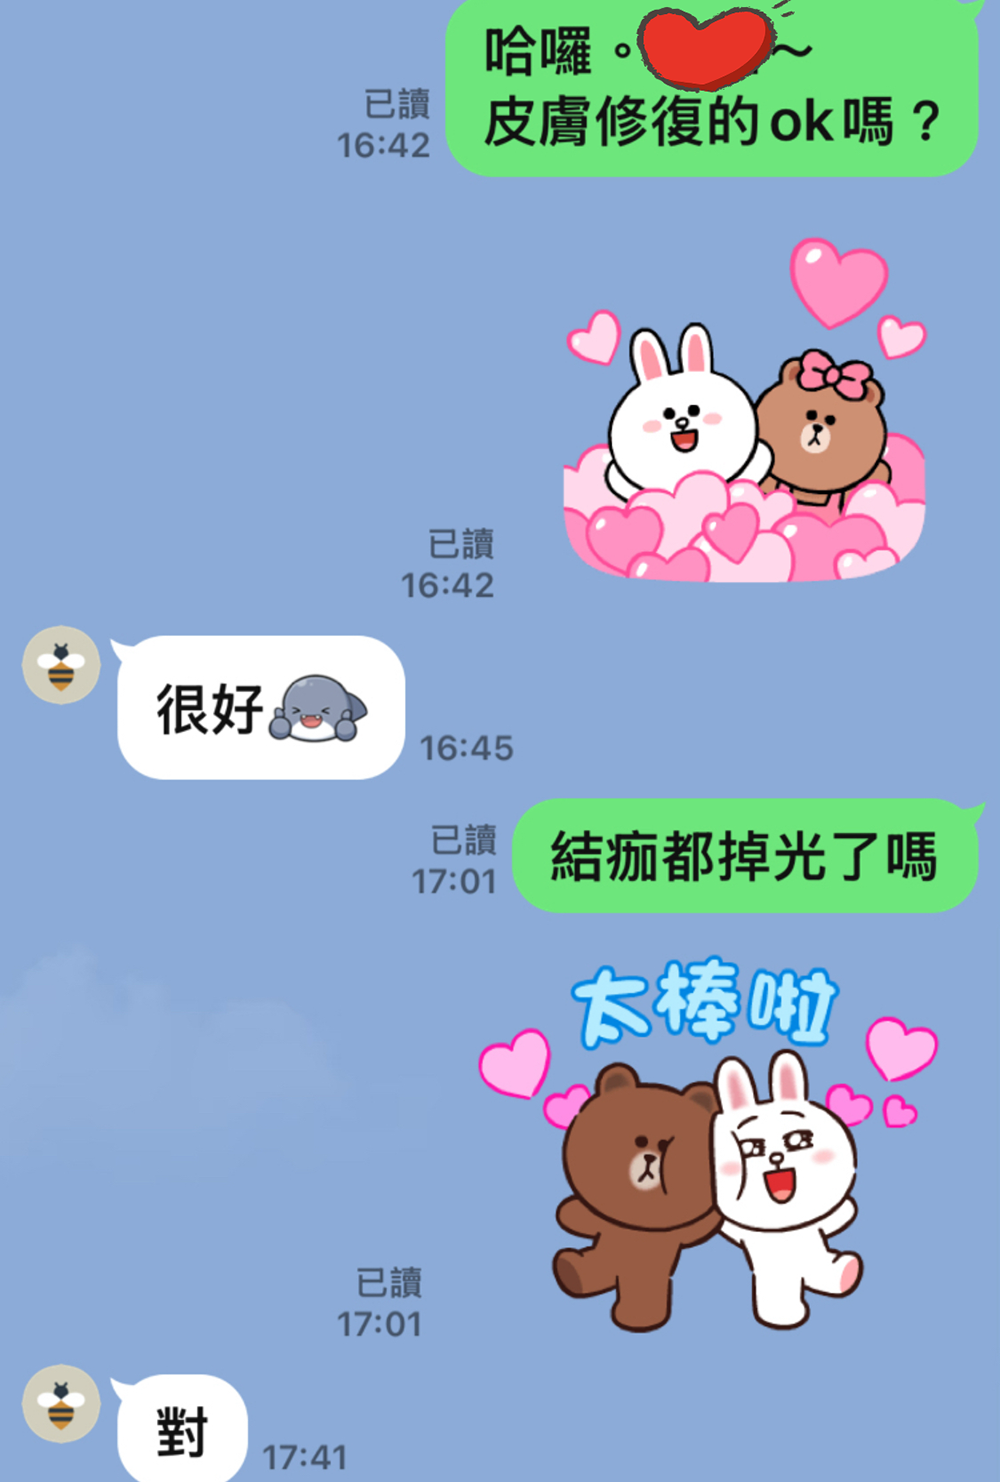 哈囉。～
皮膚修復的ok嗎？
已讀
16:42
已讀
16:42
很好
16:45
結痂都掉光了嗎
已讀
17:01
太棒啦
已讀
17:01
對
17:41